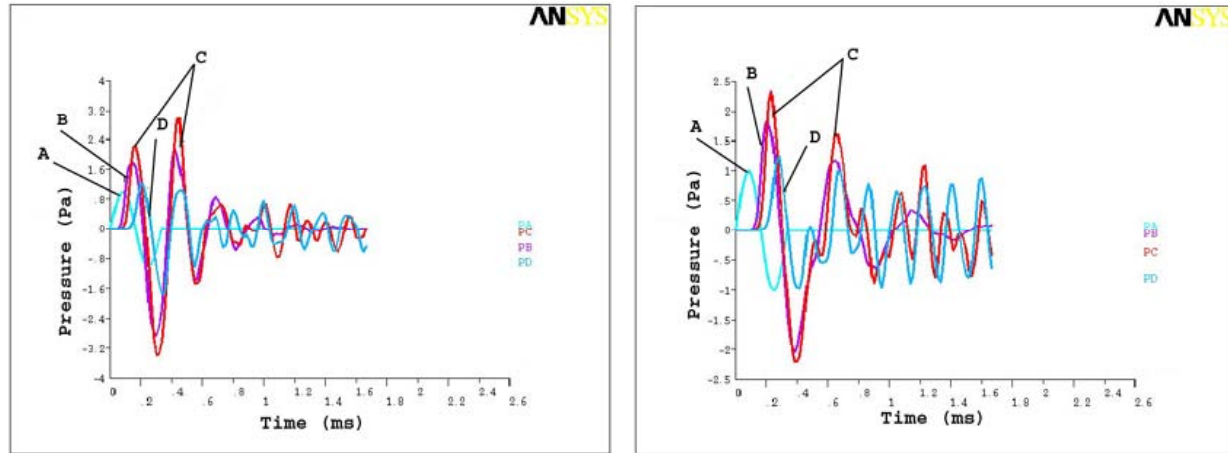 ANSYS
C
B
D
A
4
3.2
2.4
1.6
.8
0
-.8
-1.6
-2.4
-3.2
-4
Pressure (Pa)
PA
PC
PB
PD
0 .4 .8 1.2 1.6 2 2.4
.2 .6 1 1.4 1.8 2.2 2.6
Time (ms)
ANSYS
C
B
A
D
2.5
2
1.5
1
.5
0
-.5
-1
-1.5
-2
-2.5
Pressure (Pa)
PA
PB
PC
PD
0 .4 .8 1.2 1.6 2 2.4
.2 .6 1 1.4 1.8 2.2 2.6
Time (ms)